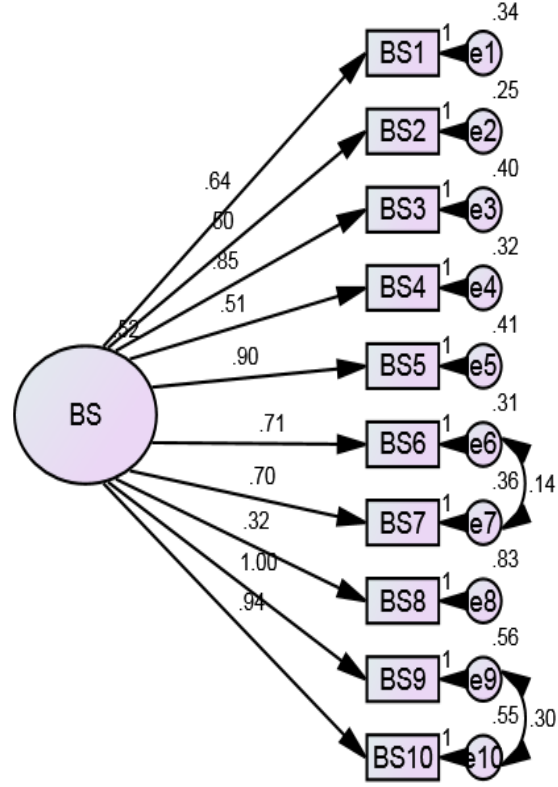 .34
1
BS1
e1
.25
1
BS2
e2
.64
.40
1
BS3
e3
.60
.85
.32
1
BS4
e4
.51
.52
.41
1
BS5
e5
.90
BS
.31
1
BS6
e6
.71
.36
.14
1
BS7
e7
.70
.32
.83
1
BS8
e8
1.00
.94
.56
1
BS9
e9
.55
.30
1
BS10
e10